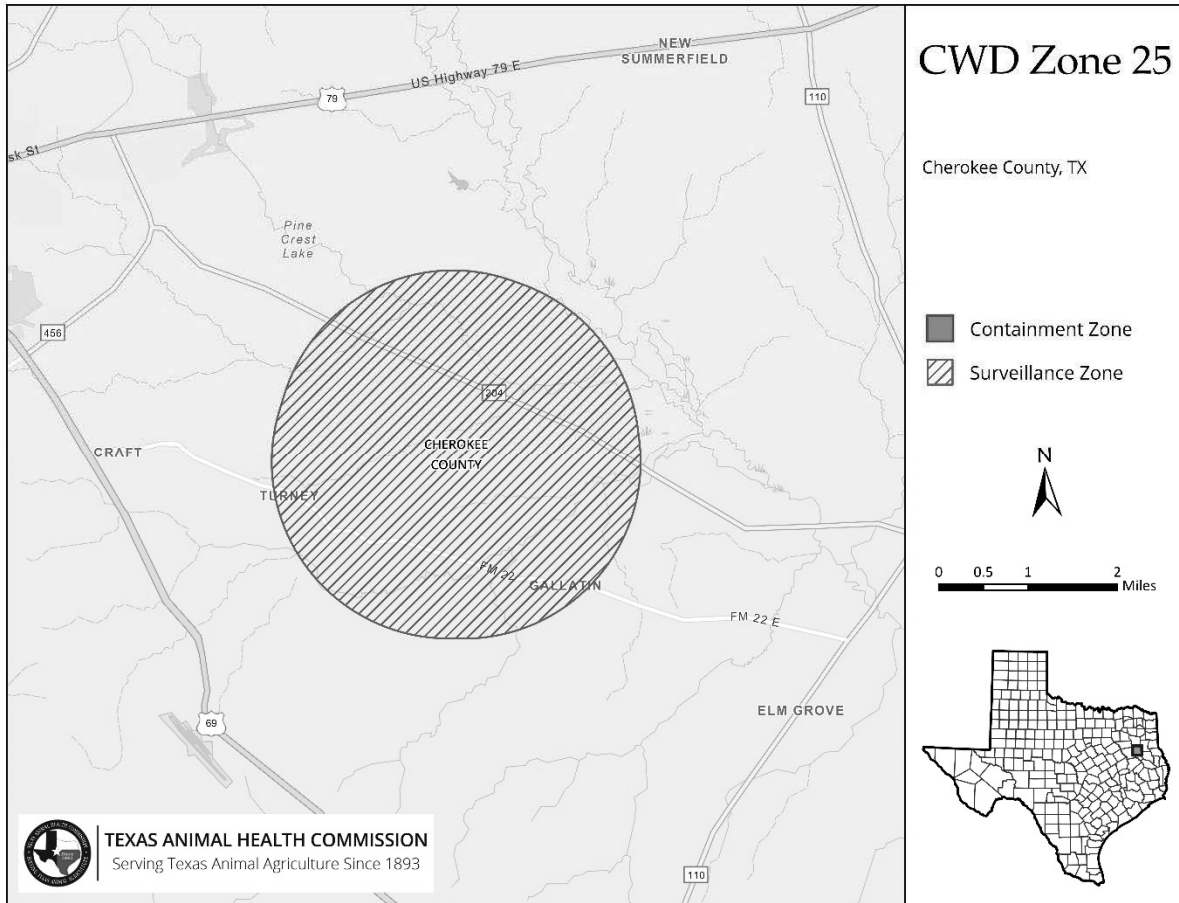 NEW
SUMMERFIELD
US Highway 79 E
79
110
sk St
Pine
Crest
Lake
456
204
CHEROKEE
COUNTY
CRAFT
TURNEY
FM 22
GALLATIN
FM 22 E
ELM GROVE
69
110
TEXAS ANIMAL HEALTH COMMISSION
Serving Texas Animal Agriculture Since 1893
CWD Zone 25
Cherokee County, TX
Containment Zone
Surveillance Zone
N
0 0.5 1 2
Miles